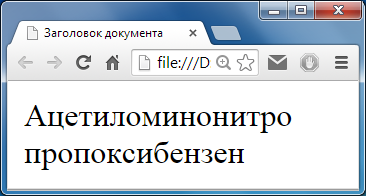 Заголовок документа
file:///D
Ацетиломинонитро
пропоксибензен